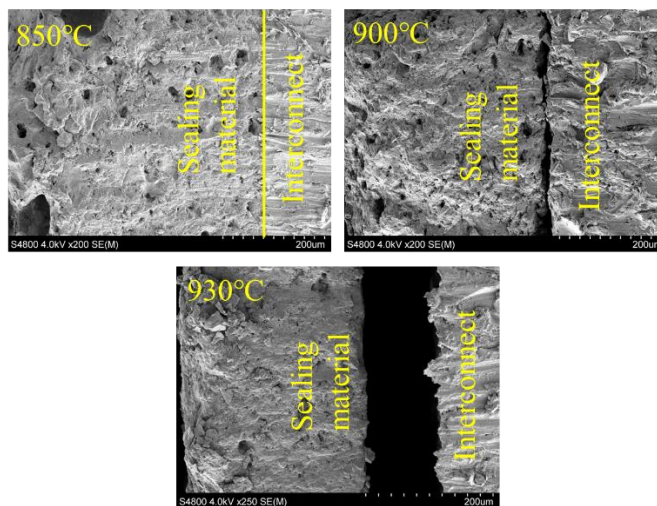 850℃
Sealing
material
Interconnect
S4800 4.0kV x200 SE(M)
200um
900℃
Sealing
material
Interconnect
S4800 4.0kV x200 SE(M)
200um
930℃
Sealing
material
Interconnect
S4800 4.0kV x250 SE(M)
200um